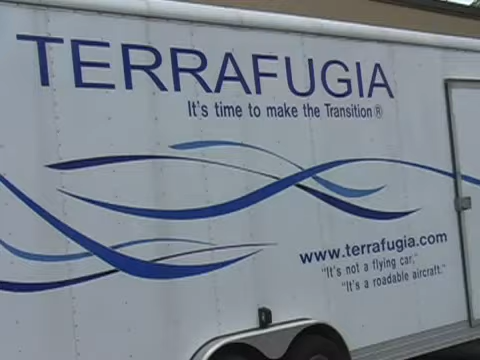 TERRAFUGIA
It's time to make the Transition®
www.terrafugia.com
"It's not a flying car,"
"It's a roadable aircraft."